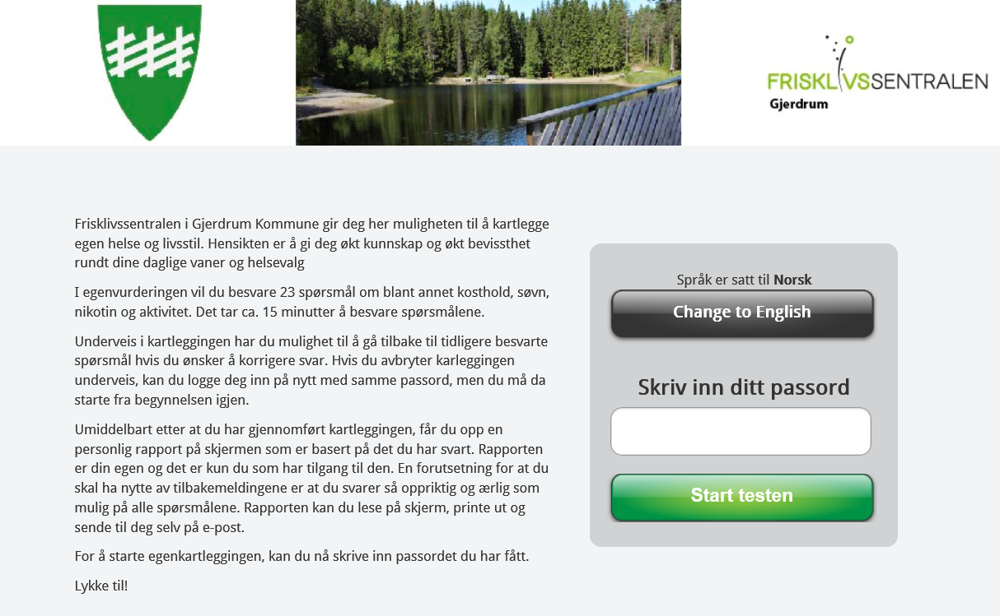 FRISKLIVSSENTRALEN
Gjerdrum
Frisklivssentralen i Gjerdrum Kommune gir deg her muligheten til å kartlegge
egen helse og livsstil. Hensikten er å gi deg økt kunnskap og økt bevissthet
rundt dine daglige vaner og helsevalg
I egenvurderingen vil du besvare 23 spørsmål om blant annet kosthold, søvn,
nikotin og aktivitet. Det tar ca. 15 minutter å besvare spørsmålene.
Underveis i kartleggingen har du mulighet til å gå tilbake til tidligere besvarte
spørsmål hvis du ønsker å korrigere svar. Hvis du avbryter karleggingen
underveis, kan du logge deg inn på nytt med samme passord, men du må da
starte fra begynnelsen igjen.
Umiddelbart etter at du har gjennomført kartleggingen, får du opp en
personlig rapport på skjermen som er basert på det du har svart. Rapporten
er din egen og det er kun du som har tilgang til den. En forutsetning for at du
skal ha nytte av tilbakemeldingene er at du svarer så oppriktig og ærlig som
mulig på alle spørsmålene. Rapporten kan du lese på skjerm, printe ut og
sende til deg selv på e-post.
For å starte egenkartleggingen, kan du nå skrive inn passordet du har fått.
Lykke til!
Språk er satt til Norsk
Change to English
Skriv inn ditt passord
Start testen